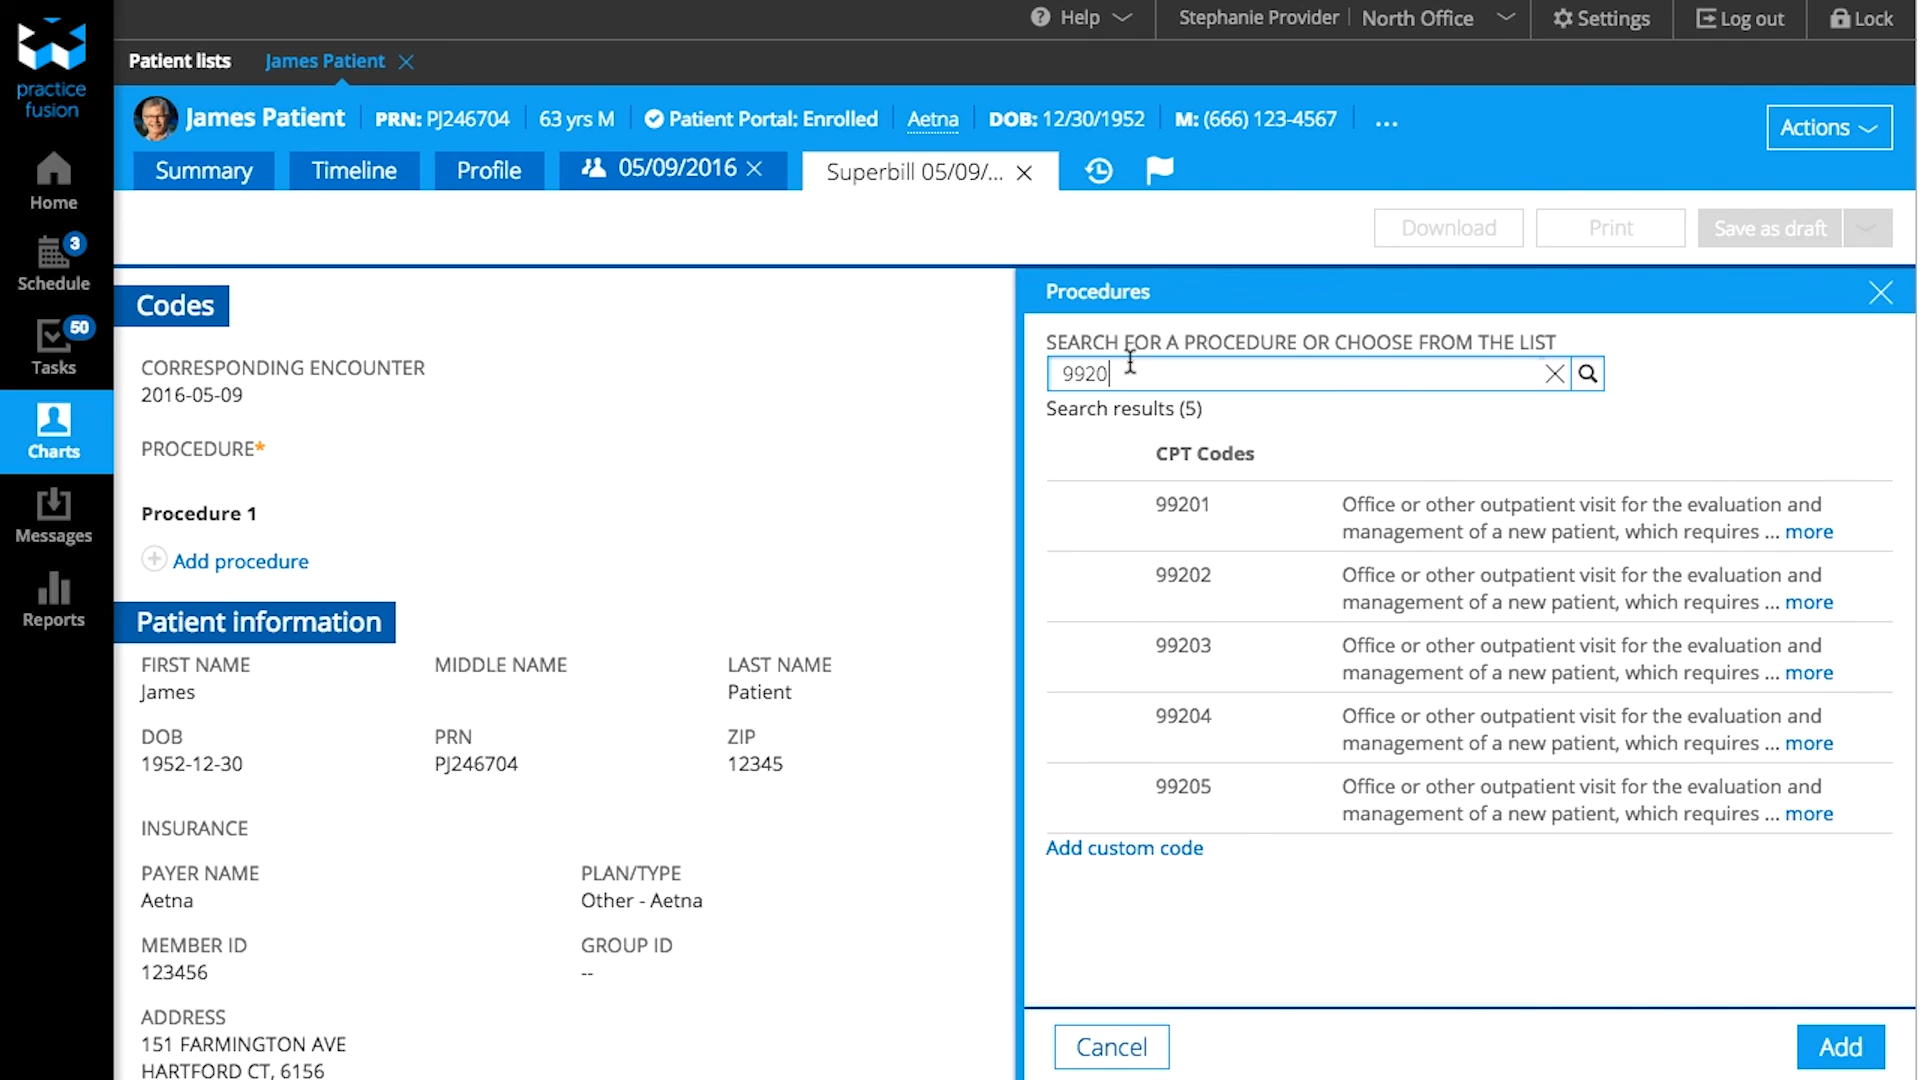 Help
Stephanie Provider
North Office
Settings
Log out
Lock
practice
fusion
Patient lists
James Patient
James Patient
PRN: PJ246704
63 yrs M
Patient Portal: Enrolled
Aetna
DOB: 12/30/1952
M: (666) 123-4567
...
Actions
Summary
Timeline
Profile
05/09/2016
Superbill 05/09/...
Home
3
Schedule
50
Tasks
Charts
Messages
Reports
Download
Print
Save as draft
Codes
CORRESPONDING ENCOUNTER
2016-05-09
PROCEDURE*
Procedure 1
Add procedure
Patient information
FIRST NAME
James
MIDDLE NAME
LAST NAME
Patient
DOB
1952-12-30
PRN
PJ246704
ZIP
12345
INSURANCE
PAYER NAME
Aetna
PLAN/TYPE
Other - Aetna
MEMBER ID
123456
GROUP ID
--
ADDRESS
151 FARMINGTON AVE
HARTFORD CT, 6156
Procedures
SEARCH FOR A PROCEDURE OR CHOOSE FROM THE LIST
9920
Search results (5)
CPT Codes
99201
Office or other outpatient visit for the evaluation and
management of a new patient, which requires ... more
99202
Office or other outpatient visit for the evaluation and
management of a new patient, which requires ... more
99203
Office or other outpatient visit for the evaluation and
management of a new patient, which requires ... more
99204
Office or other outpatient visit for the evaluation and
management of a new patient, which requires ... more
99205
Office or other outpatient visit for the evaluation and
management of a new patient, which requires ... more
Add custom code
Cancel
Add